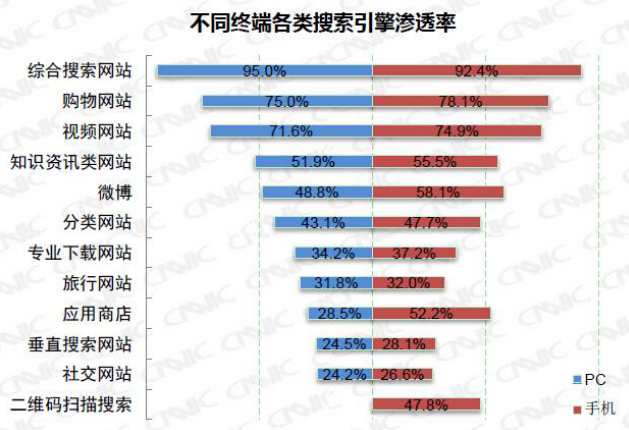 不同终端各类搜索引擎渗透率
综合搜索网站 95.0% 92.4%
购物网站 75.0% 78.1%
视频网站 71.6% 74.9%
知识资讯类网站 51.9% 55.5%
微博 48.8% 58.1%
分类网站 43.1% 47.7%
专业下载网站 34.2% 37.2%
旅行网站 31.8% 32.0%
应用商店 28.5% 52.2%
垂直搜索网站 24.5% 28.1%
社交网站 24.2% 26.6%
PC
二维码扫描搜索 47.8%
手机